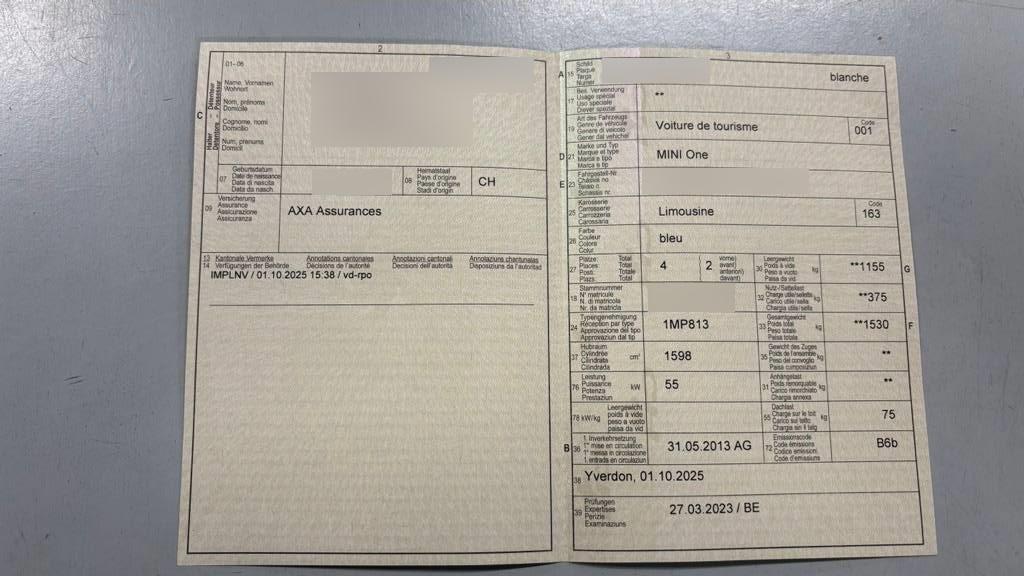 2
01-06
Name, Vornamen
Wohnort
Nom, prénoms
Domicile
Cognome, nomi
Domicilio
Num, prenums
Domicil
C
Halter - Détenteur
Detentore - Possessur
07
Geburtsdatum
Date de naissance
Data di nascita
Data da nasch.
08
Heimatstaat
Pays d'origine
Paese d'origine
Stadi d'origin
CH
09
Versicherung
Assurance
Assicurazione
Assicuranza
AXA Assurances
13 Kantonale Vermerke Annotations cantonales Annotazioni cantonali Annotaziuns chantunalas
14 Verfügungen der Behörde Décisions de l'autorité Decisioni dell'autorità Disposiziuns da l'autoritad
IMPLNV / 01.10.2025 15:38 / vd-rpo
3
A 15
Schild
Plaque
Targa
Numer
blanche
17
Bes. Verwendung
Usage spécial
Uso speciale
Diever spezial
**
19
Art des Fahrzeugs
Genre de véhicule
Genere di veicolo
Gener dal vehichel
Voiture de tourisme
Code
001
D 21
Marke und Typ
Marque et type
Marca e tipo
Marca e tip
MINI One
E 23
Fahrgestell-Nr.
Châssis no
Telaio n.
Schassis nr.
25
Karosserie
Carrosserie
Carrozzeria
Carossaria
Limousine
Code
163
26
Farbe
Couleur
Colore
Colur
bleu
27
Plätze: Total
Places: Total
Posti: Totale
Plazs: Total
4
2
vorne)
avant)
anteriori)
davant)
30
Leergewicht
Poids à vide
Peso a vuoto
Paisa da vid
kg
**1155
G
18
Stammnummer
N° matricule
N. di matricola
Nr. da matricla
32
Nutz-/Sattellast
Charge utile/sellette
Carico utile/sella
Chargia utila/sella
kg
**375
24
Typengenehmigung
Réception par type
Approvazione del tipo
Approvaziun dal tip
1MP813
33
Gesamtgewicht
Poids total
Peso totale
Paisa totala
kg
**1530
F
37
Hubraum
Cylindrée
Cilindrata
Cilindrada
cm³
1598
35
Gewicht des Zuges
Poids de l'ensemble
Peso del convoglio
Paisa cumposiziun
kg
**
76
Leistung
Puissance
Potenza
Prestaziun
kW
55
31
Anhängelast
Poids remorquable
Carico rimorchiato
Chargia annexa
kg
**
78 kW/kg
Leergewicht
poids à vide
peso a vuoto
paisa da vid
55
Dachlast
Charge sur le toit
Carico sul tetto
Chargia sin il tetg
kg
75
B 36
1. Inverkehrsetzung
1re mise en circulation
1a messa in circolazione
1. entrada en circulaziun
31.05.2013 AG
72
Emissionscode
Code émissions
Codice emissioni
Code d'emissiuns
B6b
38
Yverdon, 01.10.2025
39
Prüfungen
Expertises
Perizie
Examinaziuns
27.03.2023 / BE